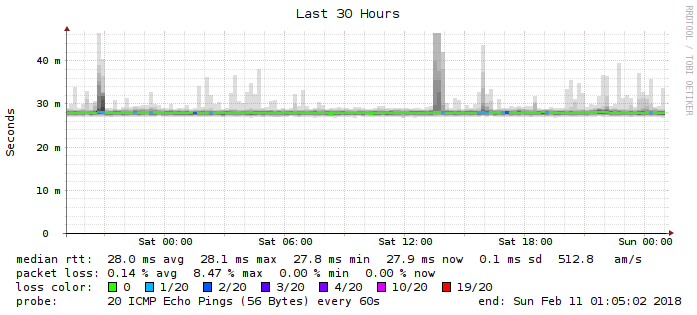 Last 30 Hours
RRDTOOL / TOBI OETIKER
Seconds
40 m
30 m
20 m
10 m
0
Sat 00:00 Sat 06:00 Sat 12:00 Sat 18:00 Sun 00:00
median rtt: 28.0 ms avg 28.1 ms max 27.8 ms min 27.9 ms now 0.1 ms sd 512.8 am/s
packet loss: 0.14 % avg 8.47 % max 0.00 % min 0.00 % now
loss color: 0 1/20 2/20 3/20 4/20 10/20 19/20
probe: 20 ICMP Echo Pings (56 Bytes) every 60s end: Sun Feb 11 01:05:02 2018